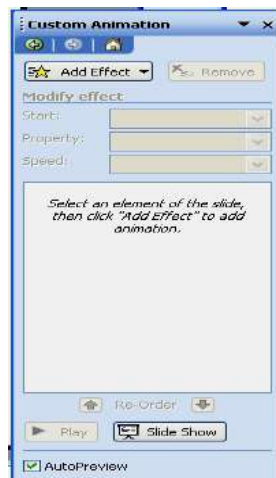 Custom Animation
Add Effect Remove
Modify effect
Start:
Property:
Speed:
Select an element of the slide,
then click "Add Effect" to add
animation.
Re-Order
Play Slide Show
AutoPreview